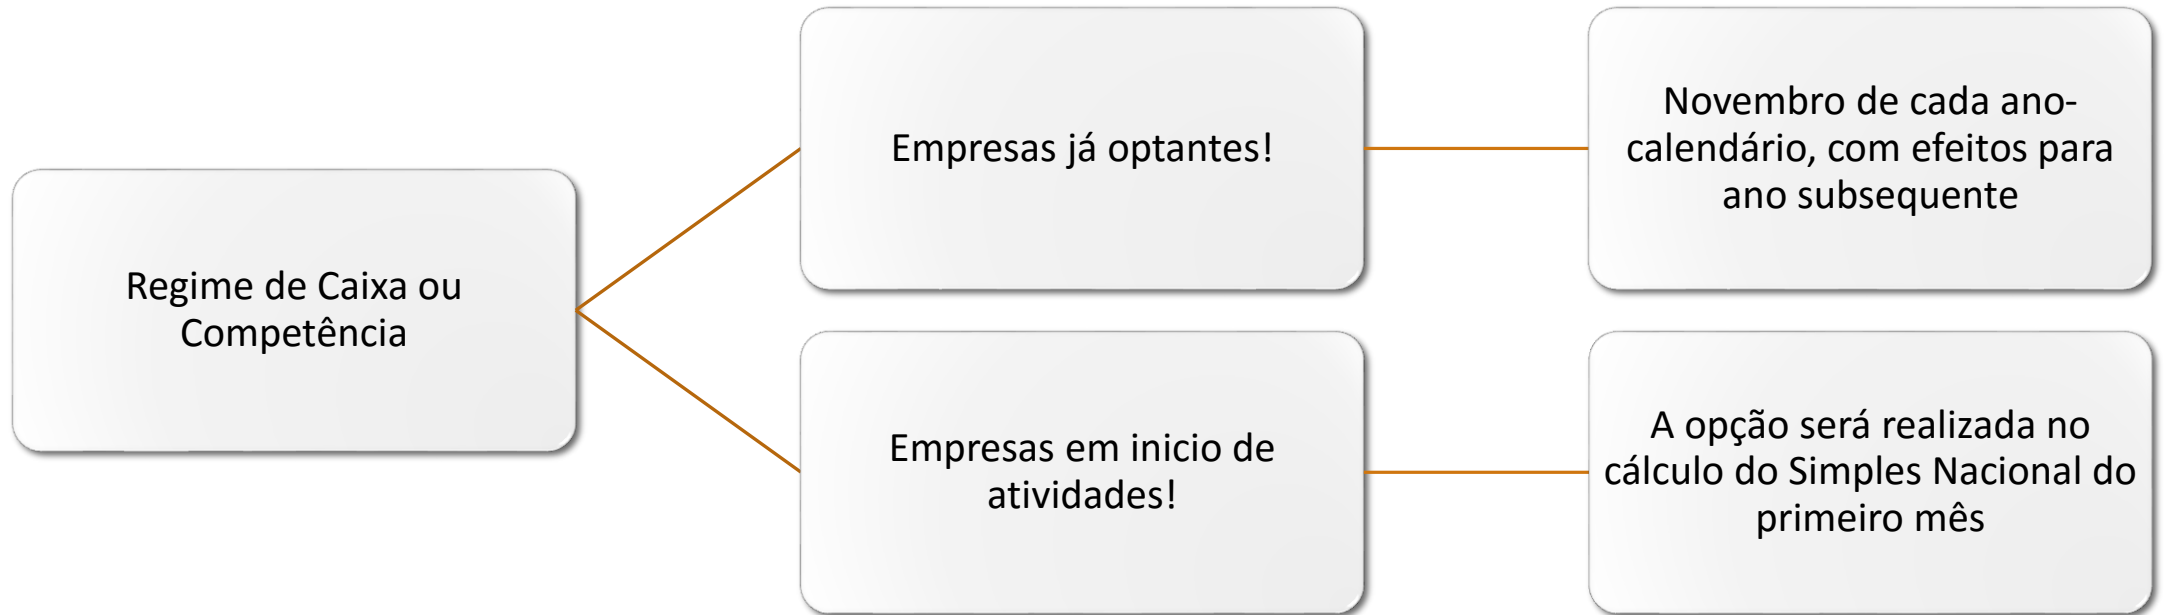 Regime de Caixa ou
Competência
Empresas já optantes!
Novembro de cada ano-
calendário, com efeitos para
ano subsequente
Empresas em inicio de
atividades!
A opção será realizada no
cálculo do Simples Nacional do
primeiro mês